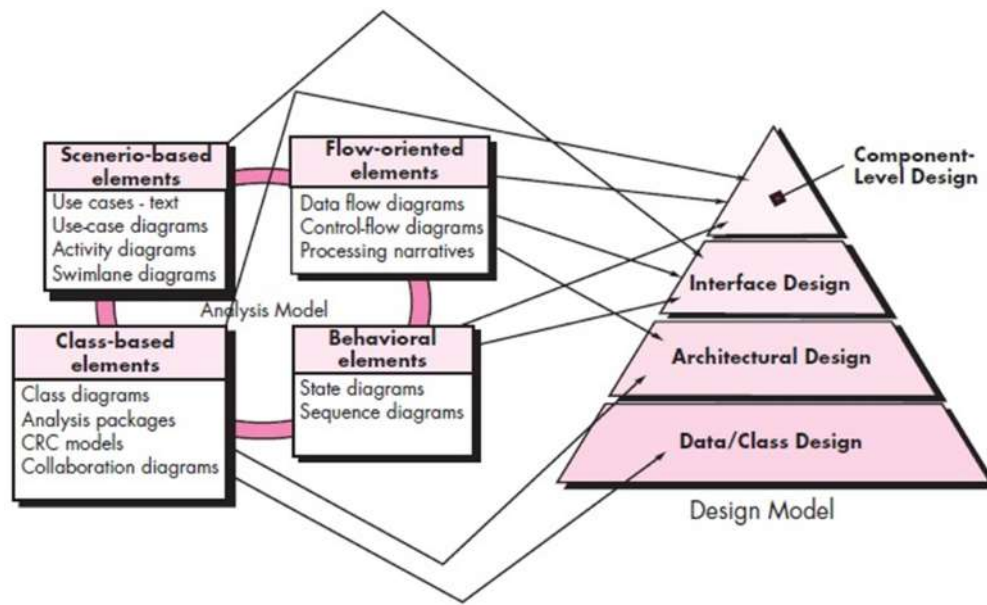 Scenerio-based
elements
Use cases - text
Use-case diagrams
Activity diagrams
Swimlane diagrams
Flow-oriented
elements
Data flow diagrams
Control-flow diagrams
Processing narratives
Analysis Model
Class-based
elements
Class diagrams
Analysis packages
CRC models
Collaboration diagrams
Behavioral
elements
State diagrams
Sequence diagrams
Component-
Level Design
Interface Design
Architectural Design
Data/Class Design
Design Model